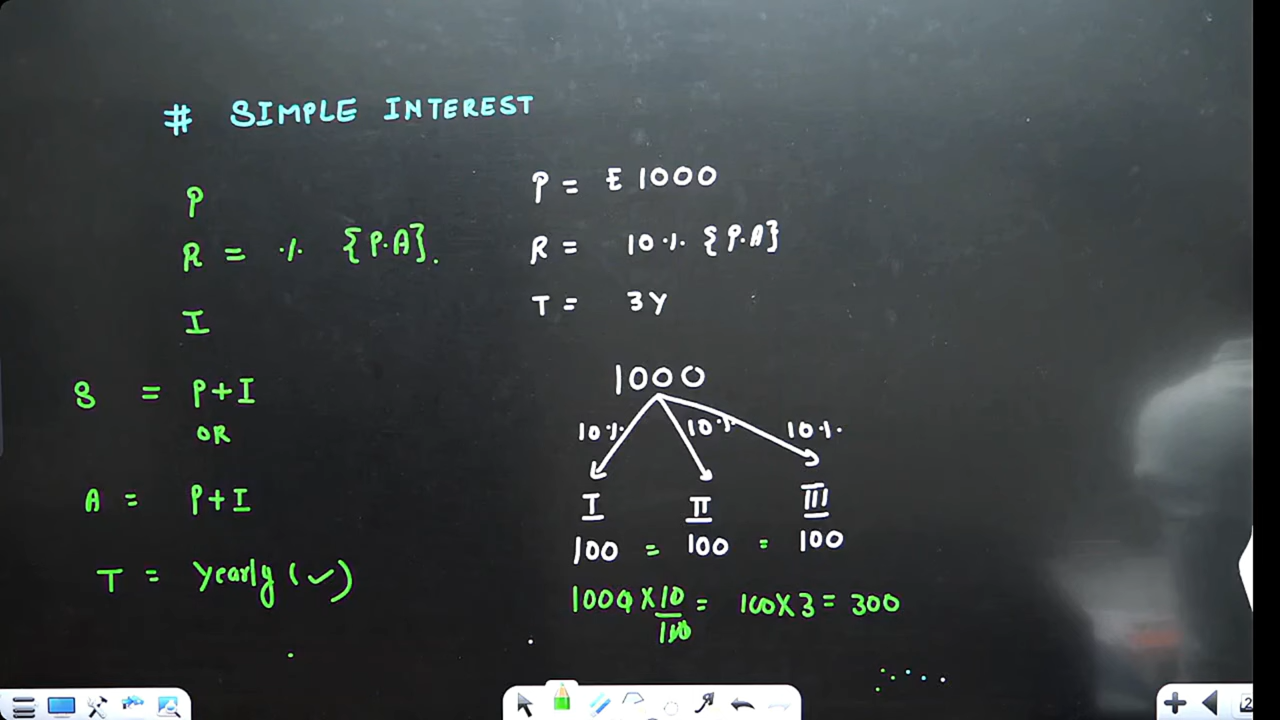 # SIMPLE INTEREST
P
R = % {P.A}.
I
S = P+I
OR
A = P+I
T = Yearly (✓)
P = ₹ 1000
R = 10% {P.A}
T = 3Y
1000
10% 10% 10%
I II III
100 = 100 = 100
1000 X 10/100 = 100 X 3 = 300